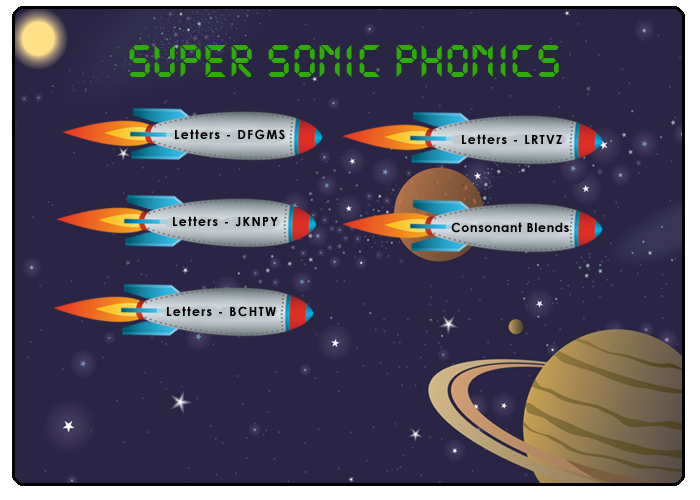 SUPER SONIC PHONICS
Letters - DFGMS
Letters - LRTVZ
Letters - JKNPY
Consonant Blends
Letters - BCHTW